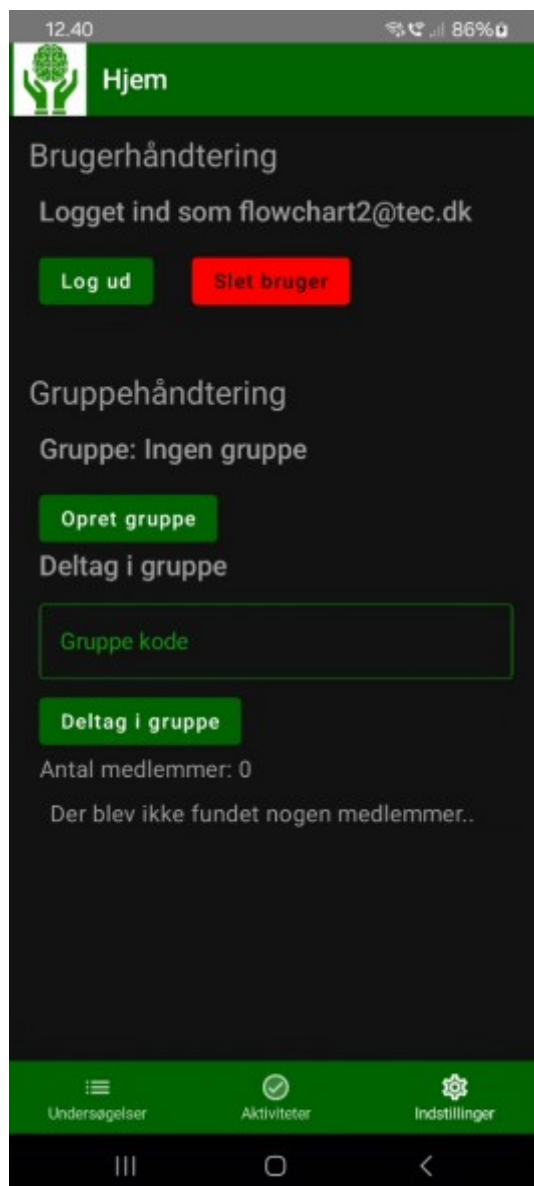 12.40
86%
Hjem
Brugerhåndtering
Logget ind som flowchart2@tec.dk
Log ud
Slet bruger
Gruppehåndtering
Gruppe: Ingen gruppe
Opret gruppe
Deltag i gruppe
Gruppe kode
Deltag i gruppe
Antal medlemmer: 0
Der blev ikke fundet nogen medlemmer..
Undersøgelser
Aktiviteter
Indstillinger